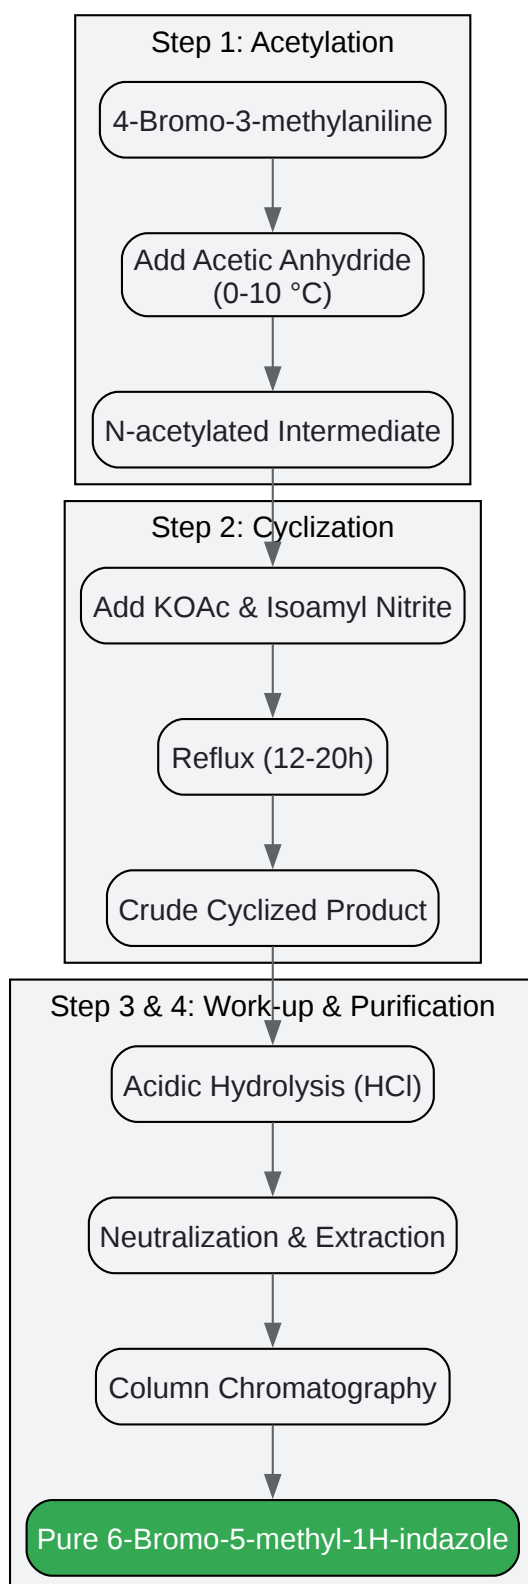 Step 1: Acetylation
4-Bromo-3-methylaniline
Add Acetic Anhydride
(0-10 °C)
N-acetylated Intermediate
Step 2: Cyclization
Add KOAc & Isoamyl Nitrite
Reflux (12-20h)
Crude Cyclized Product
Step 3 & 4: Work-up & Purification
Acidic Hydrolysis (HCl)
Neutralization & Extraction
Column Chromatography
Pure 6-Bromo-5-methyl-1H-indazole